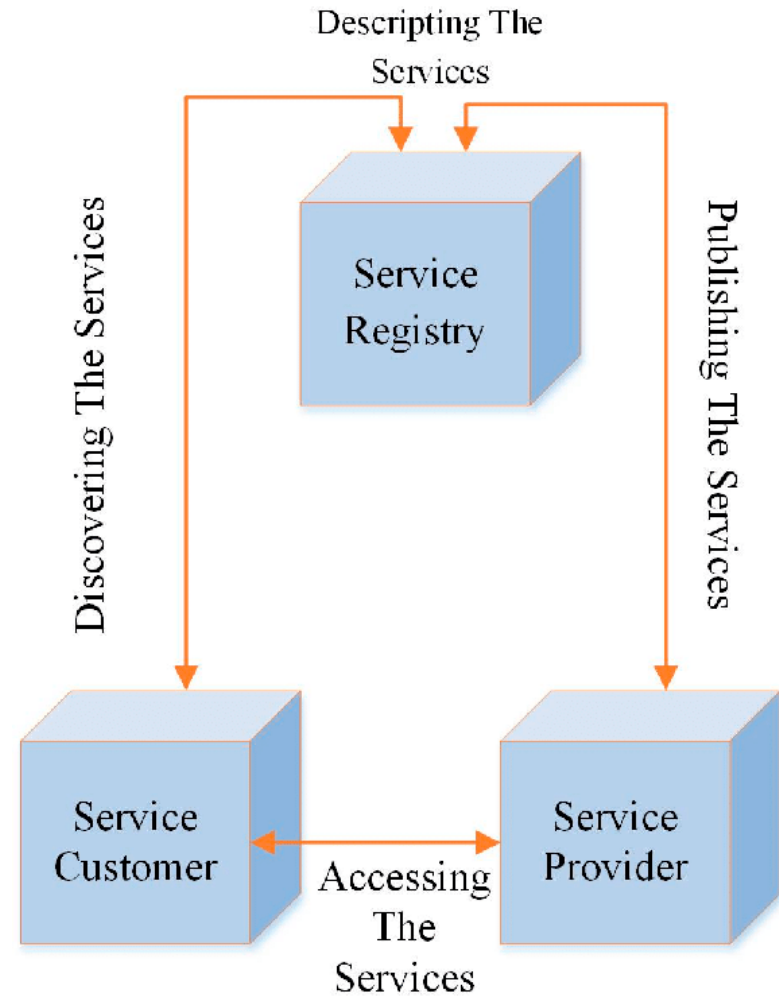 Descripting The
Services
Discovering The Services
Publishing The Services
Service
Registry
Service
Customer
Accessing
The
Services
Service
Provider